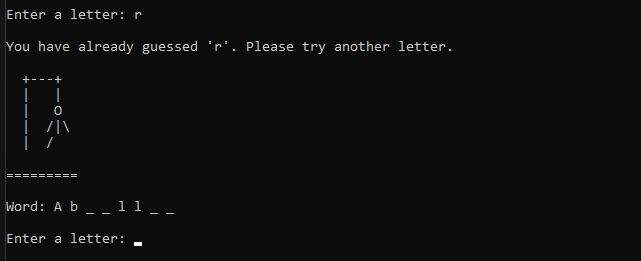 Enter a letter: r
You have already guessed 'r'. Please try another letter.
  +---+
  |   |
  |   O
  |  /|\
  |  /
=========
Word: A b _ _ l l _ _
Enter a letter: _